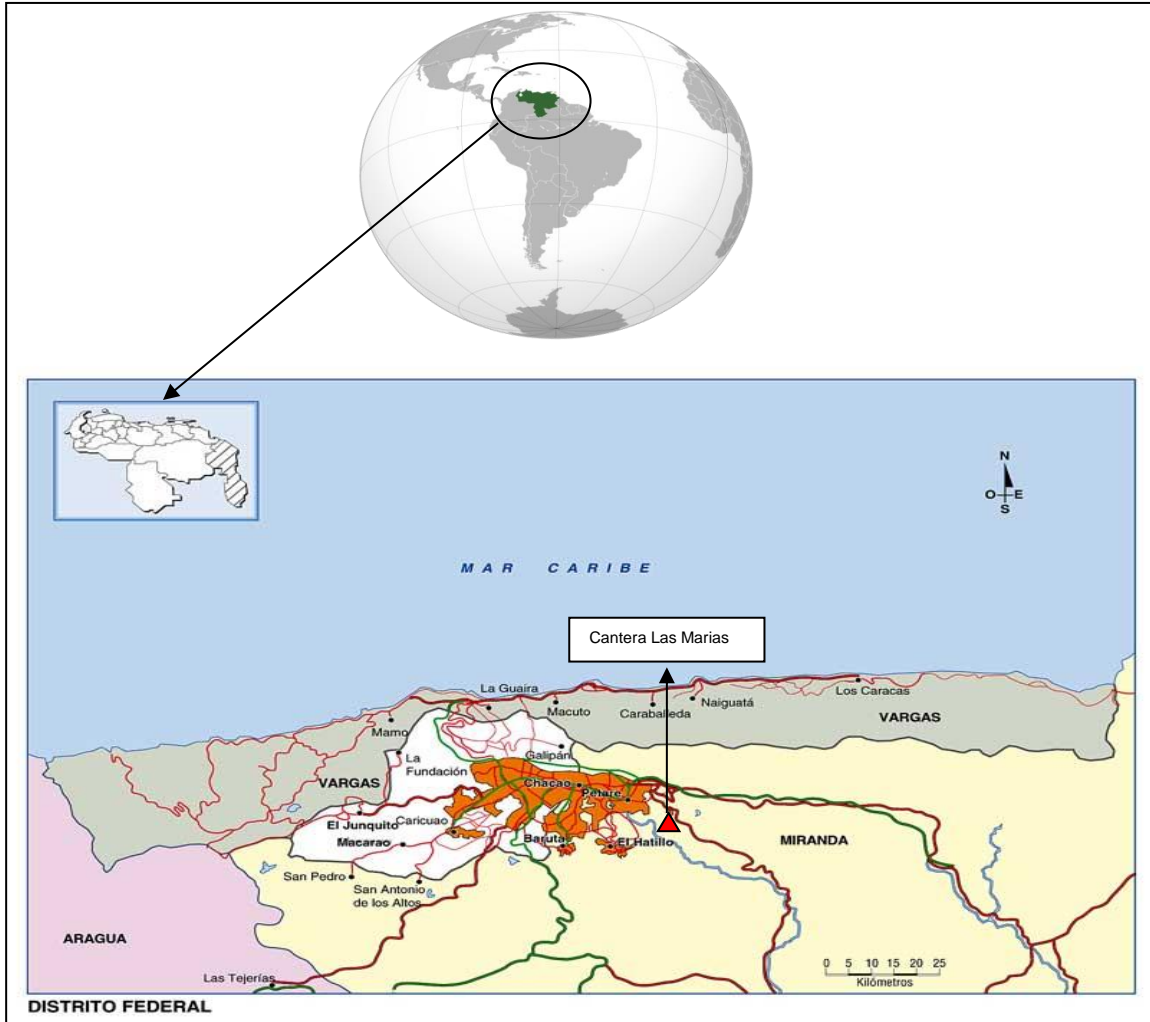 N
O E
S
MAR CARIBE
Cantera Las Marias
La Guaira
Los Caracas
Macuto
Caraballeda
Naiguatá
VARGAS
Mamo
Galipán
La
Fundación
VARGAS
Chacao
Petare
El Junquito
Caricuao
Macarao
Baruta
El Hatillo
MIRANDA
San Pedro
San Antonio
de los Altos
ARAGUA
0 5 10 15 20 25
Kilómetros
Las Tejerías
DISTRITO FEDERAL